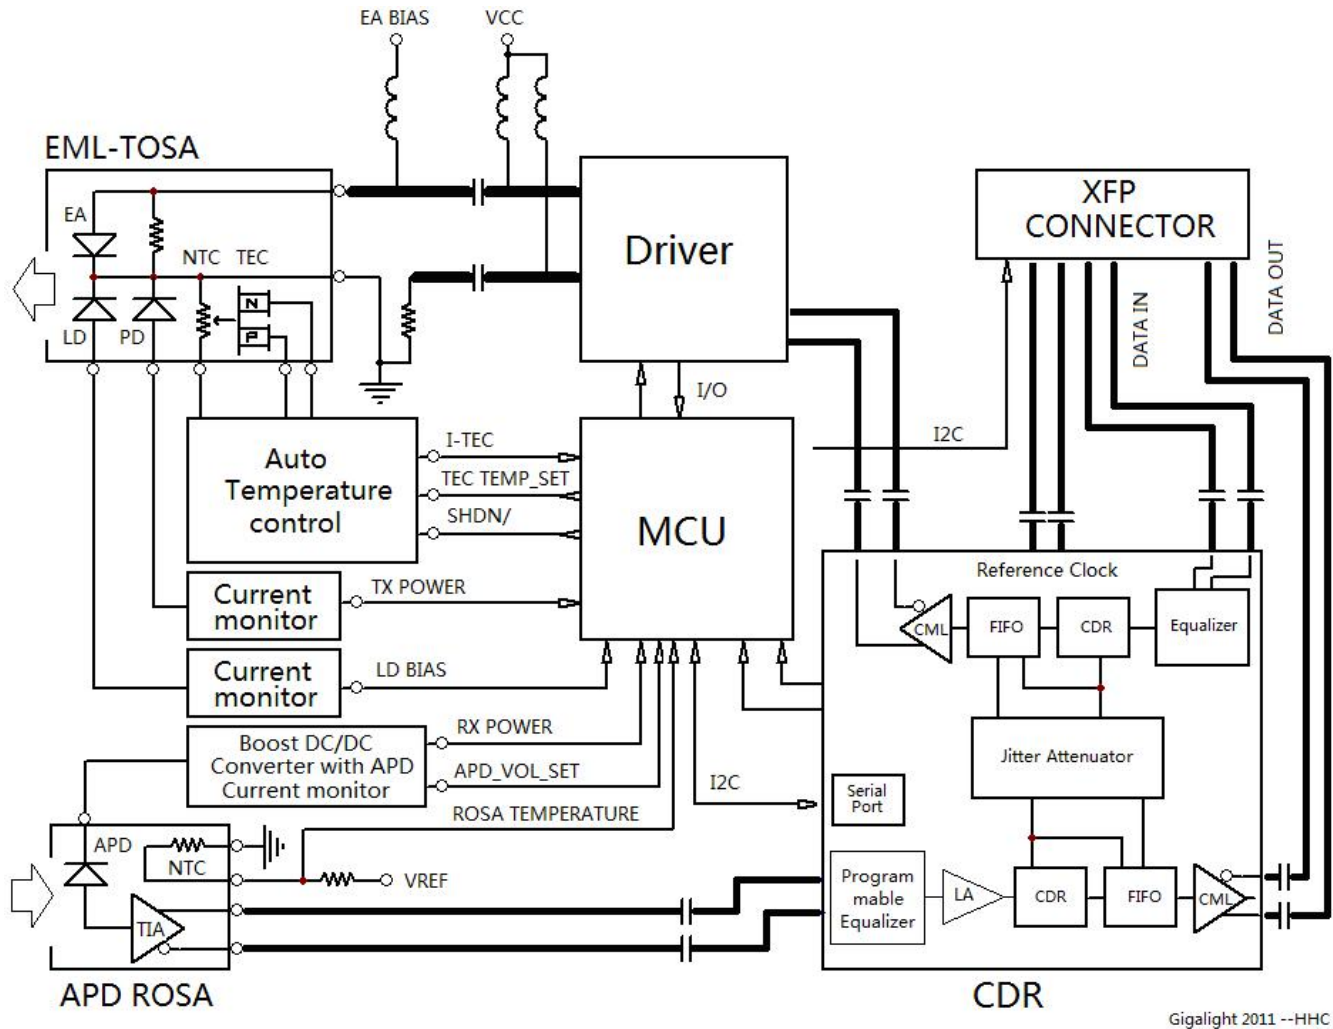 EA BIAS
VCC
EML-TOSA
XFP
CONNECTOR
EA
Driver
NTC TEC
N
P
LD
PD
DATA IN
DATA OUT
I/O
I2C
Auto
Temperature
control
I-TEC
TEC TEMP_SET
SHDN/
MCU
Reference Clock
Current
monitor
TX POWER
CML
FIFO
CDR
Equalizer
Current
monitor
LD BIAS
Boost DC/DC
Converter with APD
Current monitor
RX POWER
APD_VOL_SET
Jitter Attenuator
I2C
Serial
Port
ROSA TEMPERATURE
APD
NTC
VREF
TIA
Program
mable
Equalizer
LA
CDR
FIFO
CML
APD ROSA
CDR
Gigalight 2011 --HHC